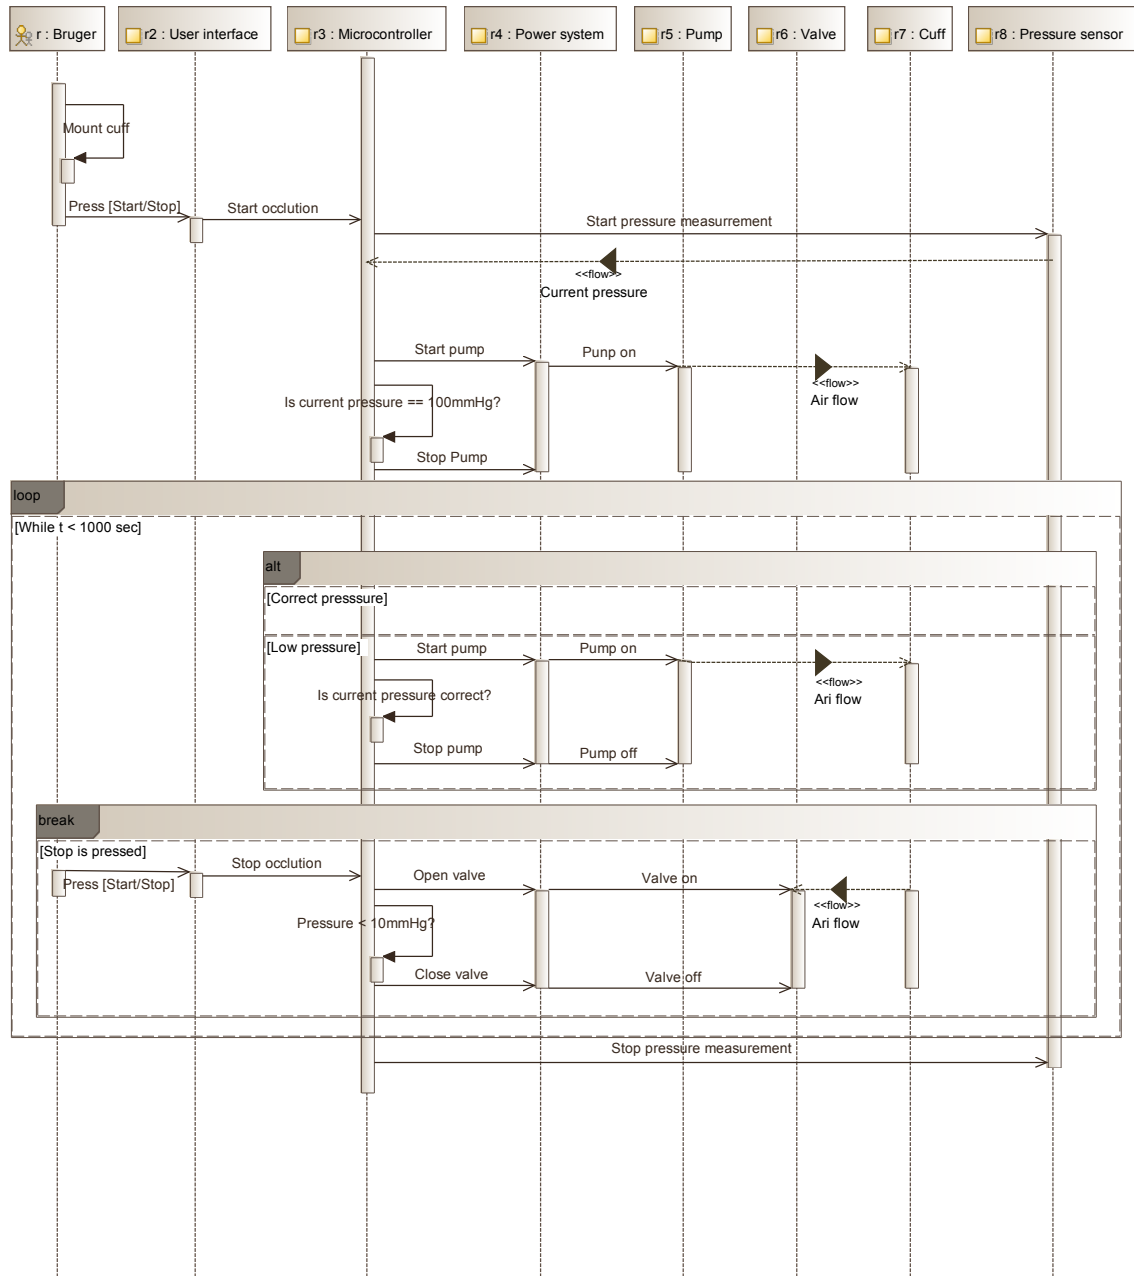 r : Bruger
r2 : User interface
r3 : Microcontroller
r4 : Power system
r5 : Pump
r6 : Valve
r7 : Cuff
r8 : Pressure sensor
Mount cuff
Press [Start/Stop]
Start occlution
Start pressure measurrement
<<flow>>
Current pressure
Start pump
Punp on
<<flow>>
Air flow
Is current pressure == 100mmHg?
Stop Pump
loop
[While t < 1000 sec]
alt
[Correct presssure]
[Low pressure]
Start pump
Pump on
<<flow>>
Ari flow
Is current pressure correct?
Stop pump
Pump off
break
[Stop is pressed]
Press [Start/Stop]
Stop occlution
Open valve
Valve on
<<flow>>
Ari flow
Pressure < 10mmHg?
Close valve
Valve off
Stop pressure measurement